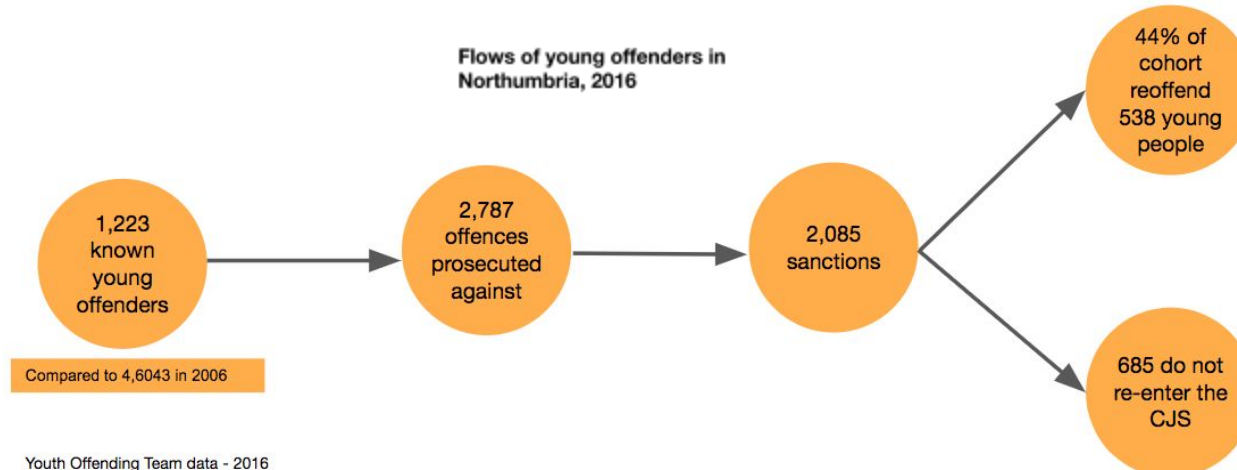 Flows of young offenders in
Northumbria, 2016
1,223
known
young
offenders
Compared to 4,6043 in 2006
2,787
offences
prosecuted
against
2,085
sanctions
44% of
cohort
reoffend
538 young
people
685 do not
re-enter the
CJS
Youth Offending Team data - 2016